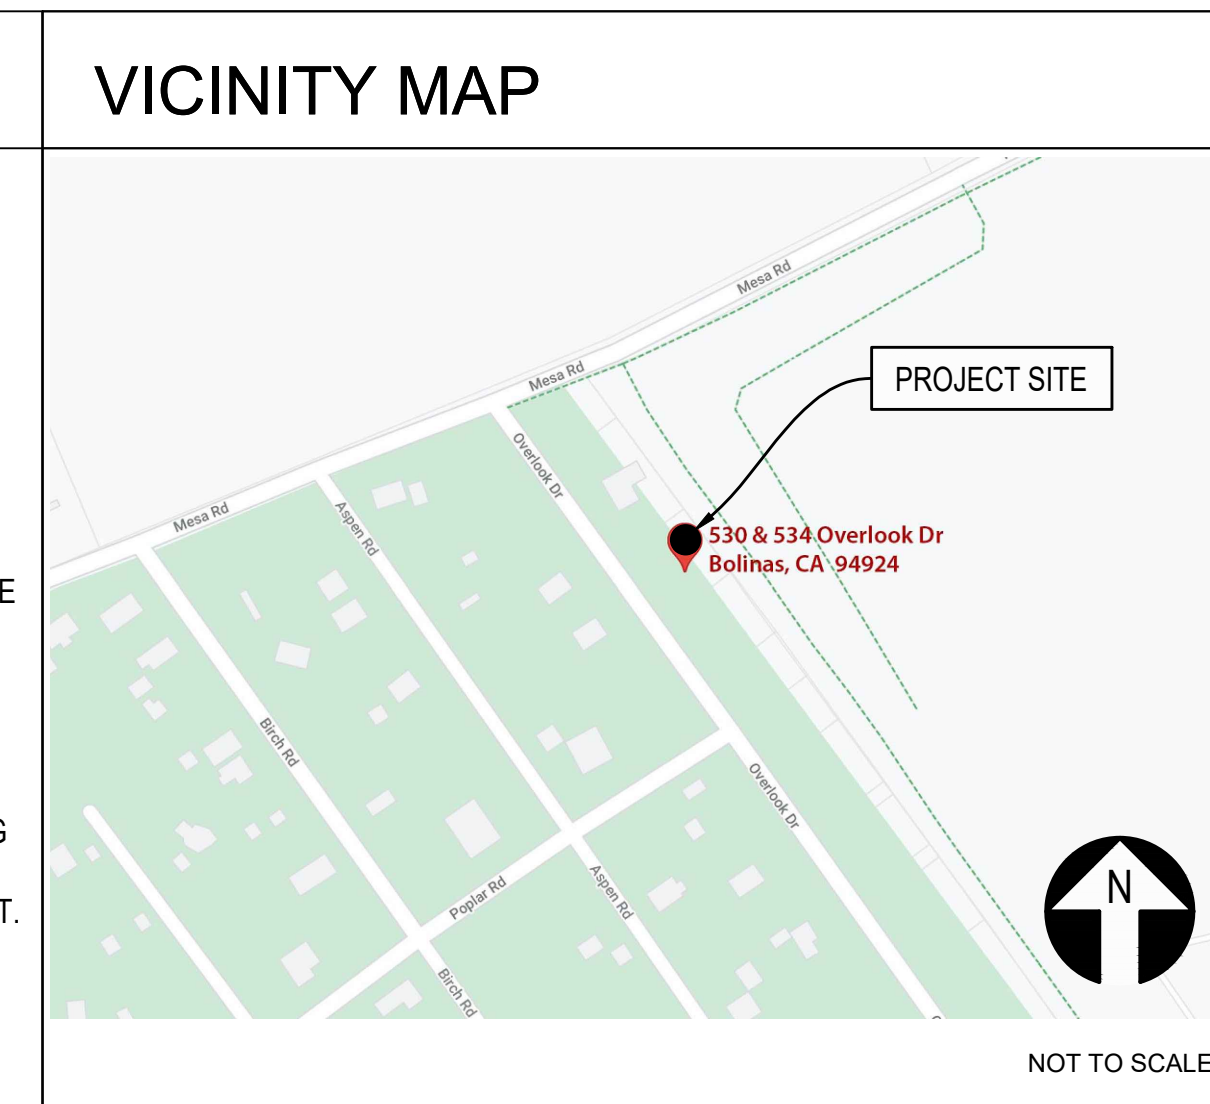 VICINITY MAP
Mesa Rd
Mesa Rd
PROJECT SITE
Overlook Dr
Aspen Rd
Mesa Rd
530 & 534 Overlook Dr
Bolinas, CA 94924
E
Birch Rd
Overlook Dr
G
N
Aspen Rd
Poplar Rd
T.
Birch Rd
NOT TO SCALE